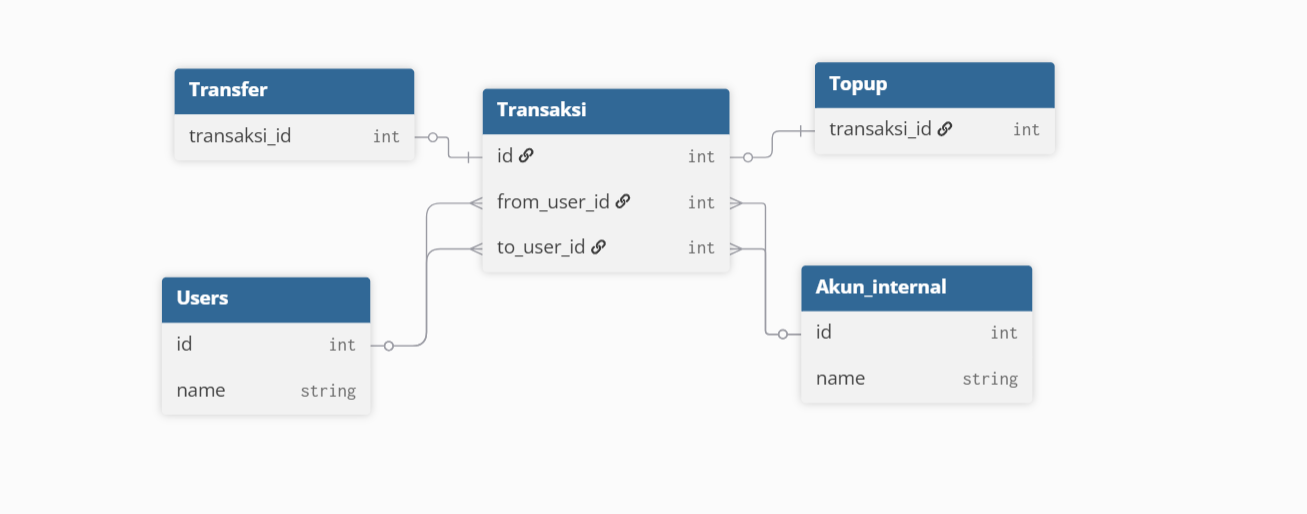 Transfer
transaksi_id int
Transaksi
id int
from_user_id int
to_user_id int
Topup
transaksi_id int
Users
id int
name string
Akun_internal
id int
name string